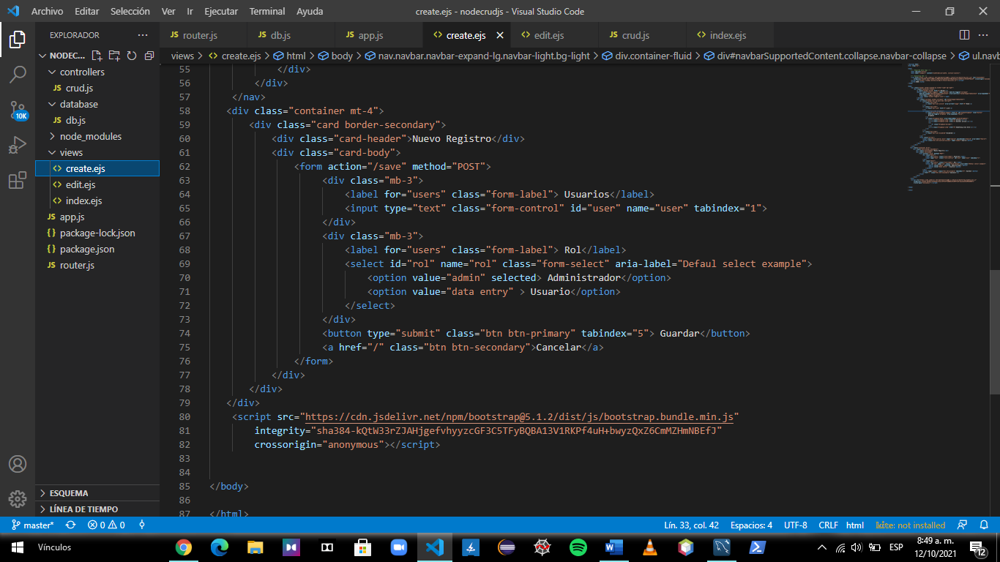 Archivo Editar Selección Ver Ir Ejecutar Terminal Ayuda create.ejs - nodecrudjs - Visual Studio Code
EXPLORADOR
NODEC...
controllers
JS crud.js
database
JS db.js
node_modules
views
<> create.ejs
<> edit.ejs
<> index.ejs
JS app.js
{} package-lock.json
{} package.json
JS router.js
ESQUEMA
LÍNEA DE TIEMPO
10K
JS router.js JS db.js JS app.js <> create.ejs <> edit.ejs JS crud.js <> index.ejs
views > <> create.ejs > html > body > nav.navbar.navbar-expand-lg.navbar-light.bg-light > div.container-fluid > div#navbarSupportedContent.collapse.navbar-collapse > ul.navb
55 </div>
56 </div>
57 </nav>
58 <div class="container mt-4">
59 <div class="card border-secondary">
60 <div class="card-header">Nuevo Registro</div>
61 <div class="card-body">
62 <form action="/save" method="POST">
63 <div class="mb-3">
64 <label for="users" class="form-label"> Usuarios</label>
65 <input type="text" class="form-control" id="user" name="user" tabindex="1">
66 </div>
67 <div class="mb-3">
68 <label for="users" class="form-label"> Rol</label>
69 <select id="rol" name="rol" class="form-select" aria-label="Defaul select example">
70 <option value="admin" selected> Administrador</option>
71 <option value="data entry" > Usuario</option>
72 </select>
73 </div>
74 <button type="submit" class="btn btn-primary" tabindex="5"> Guardar</button>
75 <a href="/" class="btn btn-secondary">Cancelar</a>
76 </form>
77 </div>
78 </div>
79 </div>
80 <script src="https://cdn.jsdelivr.net/npm/bootstrap@5.1.2/dist/js/bootstrap.bundle.min.js"
81 integrity="sha384-kQtW33rZJAHjgefvhyyzcGF3C5TFyBQBA13V1RKPf4uH+bwyzQxZ6CmMZHmNBEfJ"
82 crossorigin="anonymous"></script>
83
84
85 </body>
86
87 </html>
master* 0 0 Lín. 33, col. 42 Espacios: 4 UTF-8 CRLF html kite: not installed
Vínculos
W
ESP
8:49 a. m.
12/10/2021
12